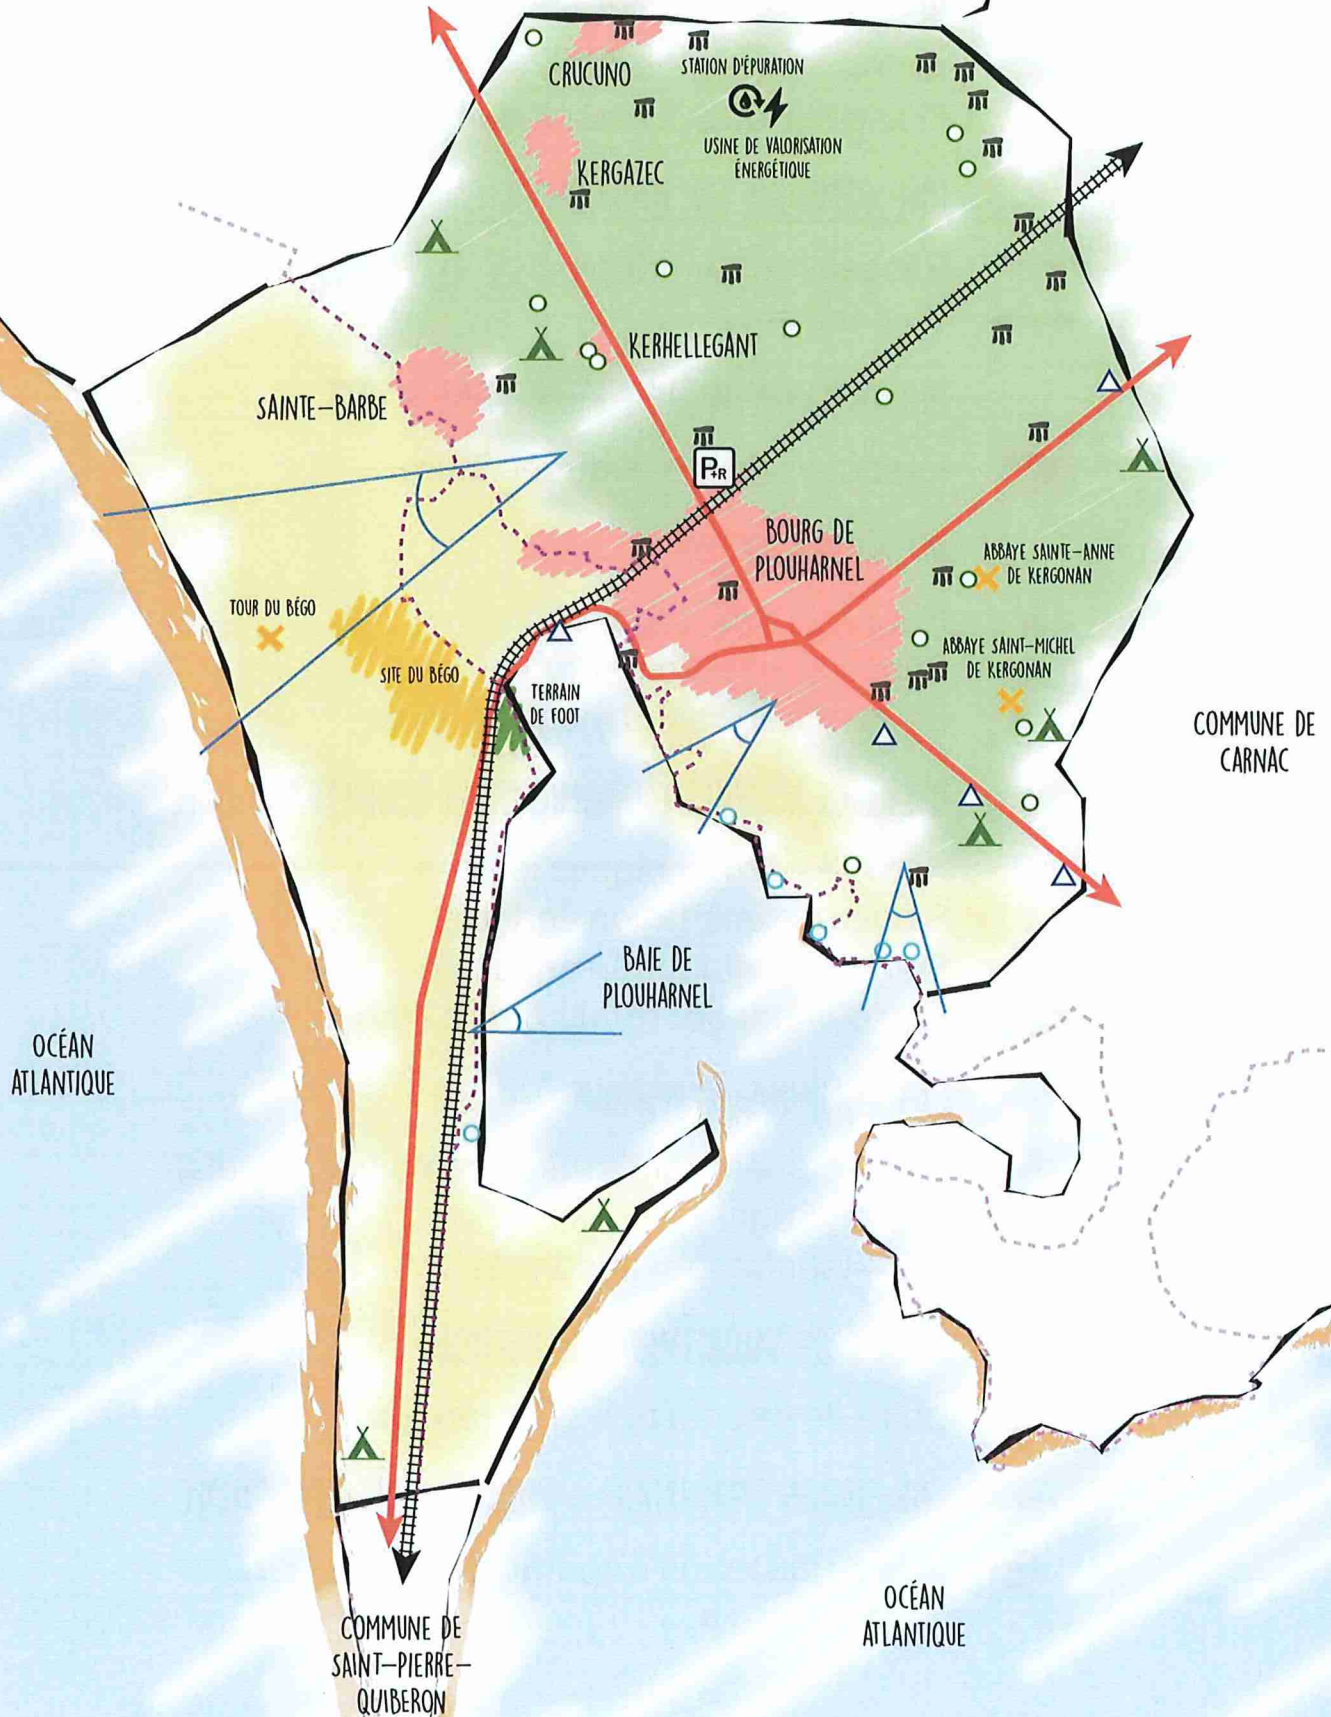 CRUCUNO
STATION D'ÉPURATION
USINE DE VALORISATION
ÉNERGÉTIQUE
KERGAZEC
KERHELLEGANT
SAINTE-BARBE
P+R
BOURG DE
PLOUHARNEL
ABBAYE SAINTE-ANNE
DE KERGONAN
TOUR DU BÉGO
SITE DU BÉGO
ABBAYE SAINT-MICHEL
DE KERGONAN
TERRAIN
DE FOOT
COMMUNE DE
CARNAC
BAIE DE
PLOUHARNEL
OCÉAN
ATLANTIQUE
OCÉAN
ATLANTIQUE
COMMUNE DE
SAINT-PIERRE-
QUIBERON